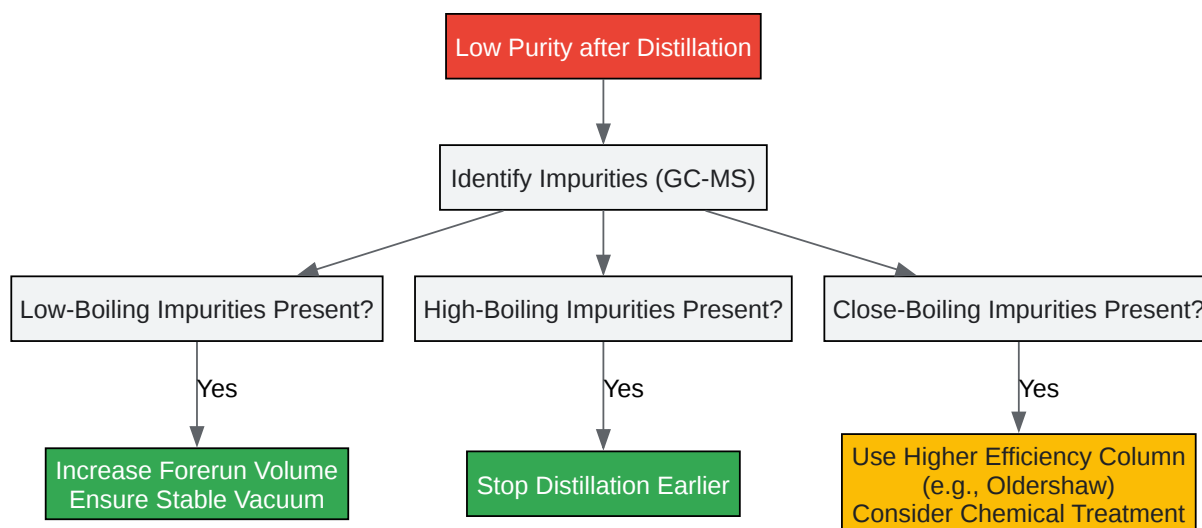 Low Purity after Distillation
Identify Impurities (GC-MS)
Low-Boiling Impurities Present?
High-Boiling Impurities Present?
Close-Boiling Impurities Present?
Yes
Yes
Yes
Increase Forerun Volume
Ensure Stable Vacuum
Stop Distillation Earlier
Use Higher Efficiency Column
(e.g., Oldershaw)
Consider Chemical Treatment